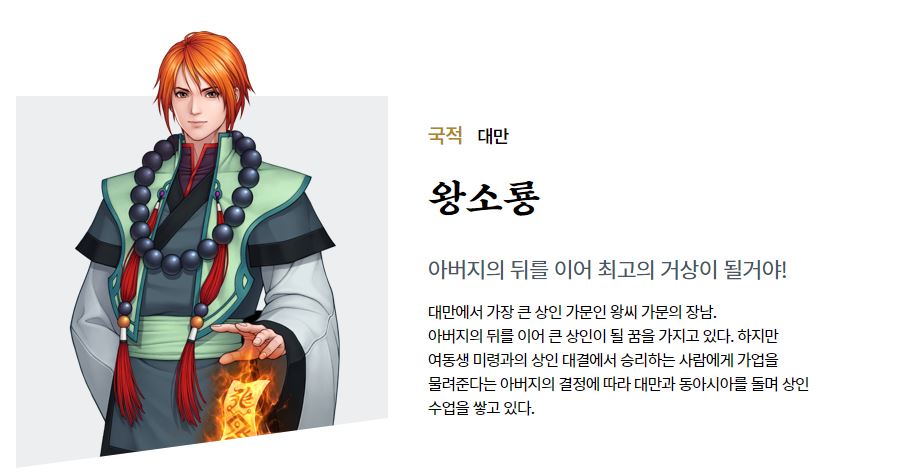 국적 대만
왕소룡
아버지의 뒤를 이어 최고의 거상이 될거야!
대만에서 가장 큰 상인 가문인 왕씨 가문의 장남.
아버지의 뒤를 이어 큰 상인이 될 꿈을 가지고 있다. 하지만
여동생 미령과의 상인 대결에서 승리하는 사람에게 가업을
물려준다는 아버지의 결정에 따라 대만과 동아시아를 돌며 상인
수업을 쌓고 있다.